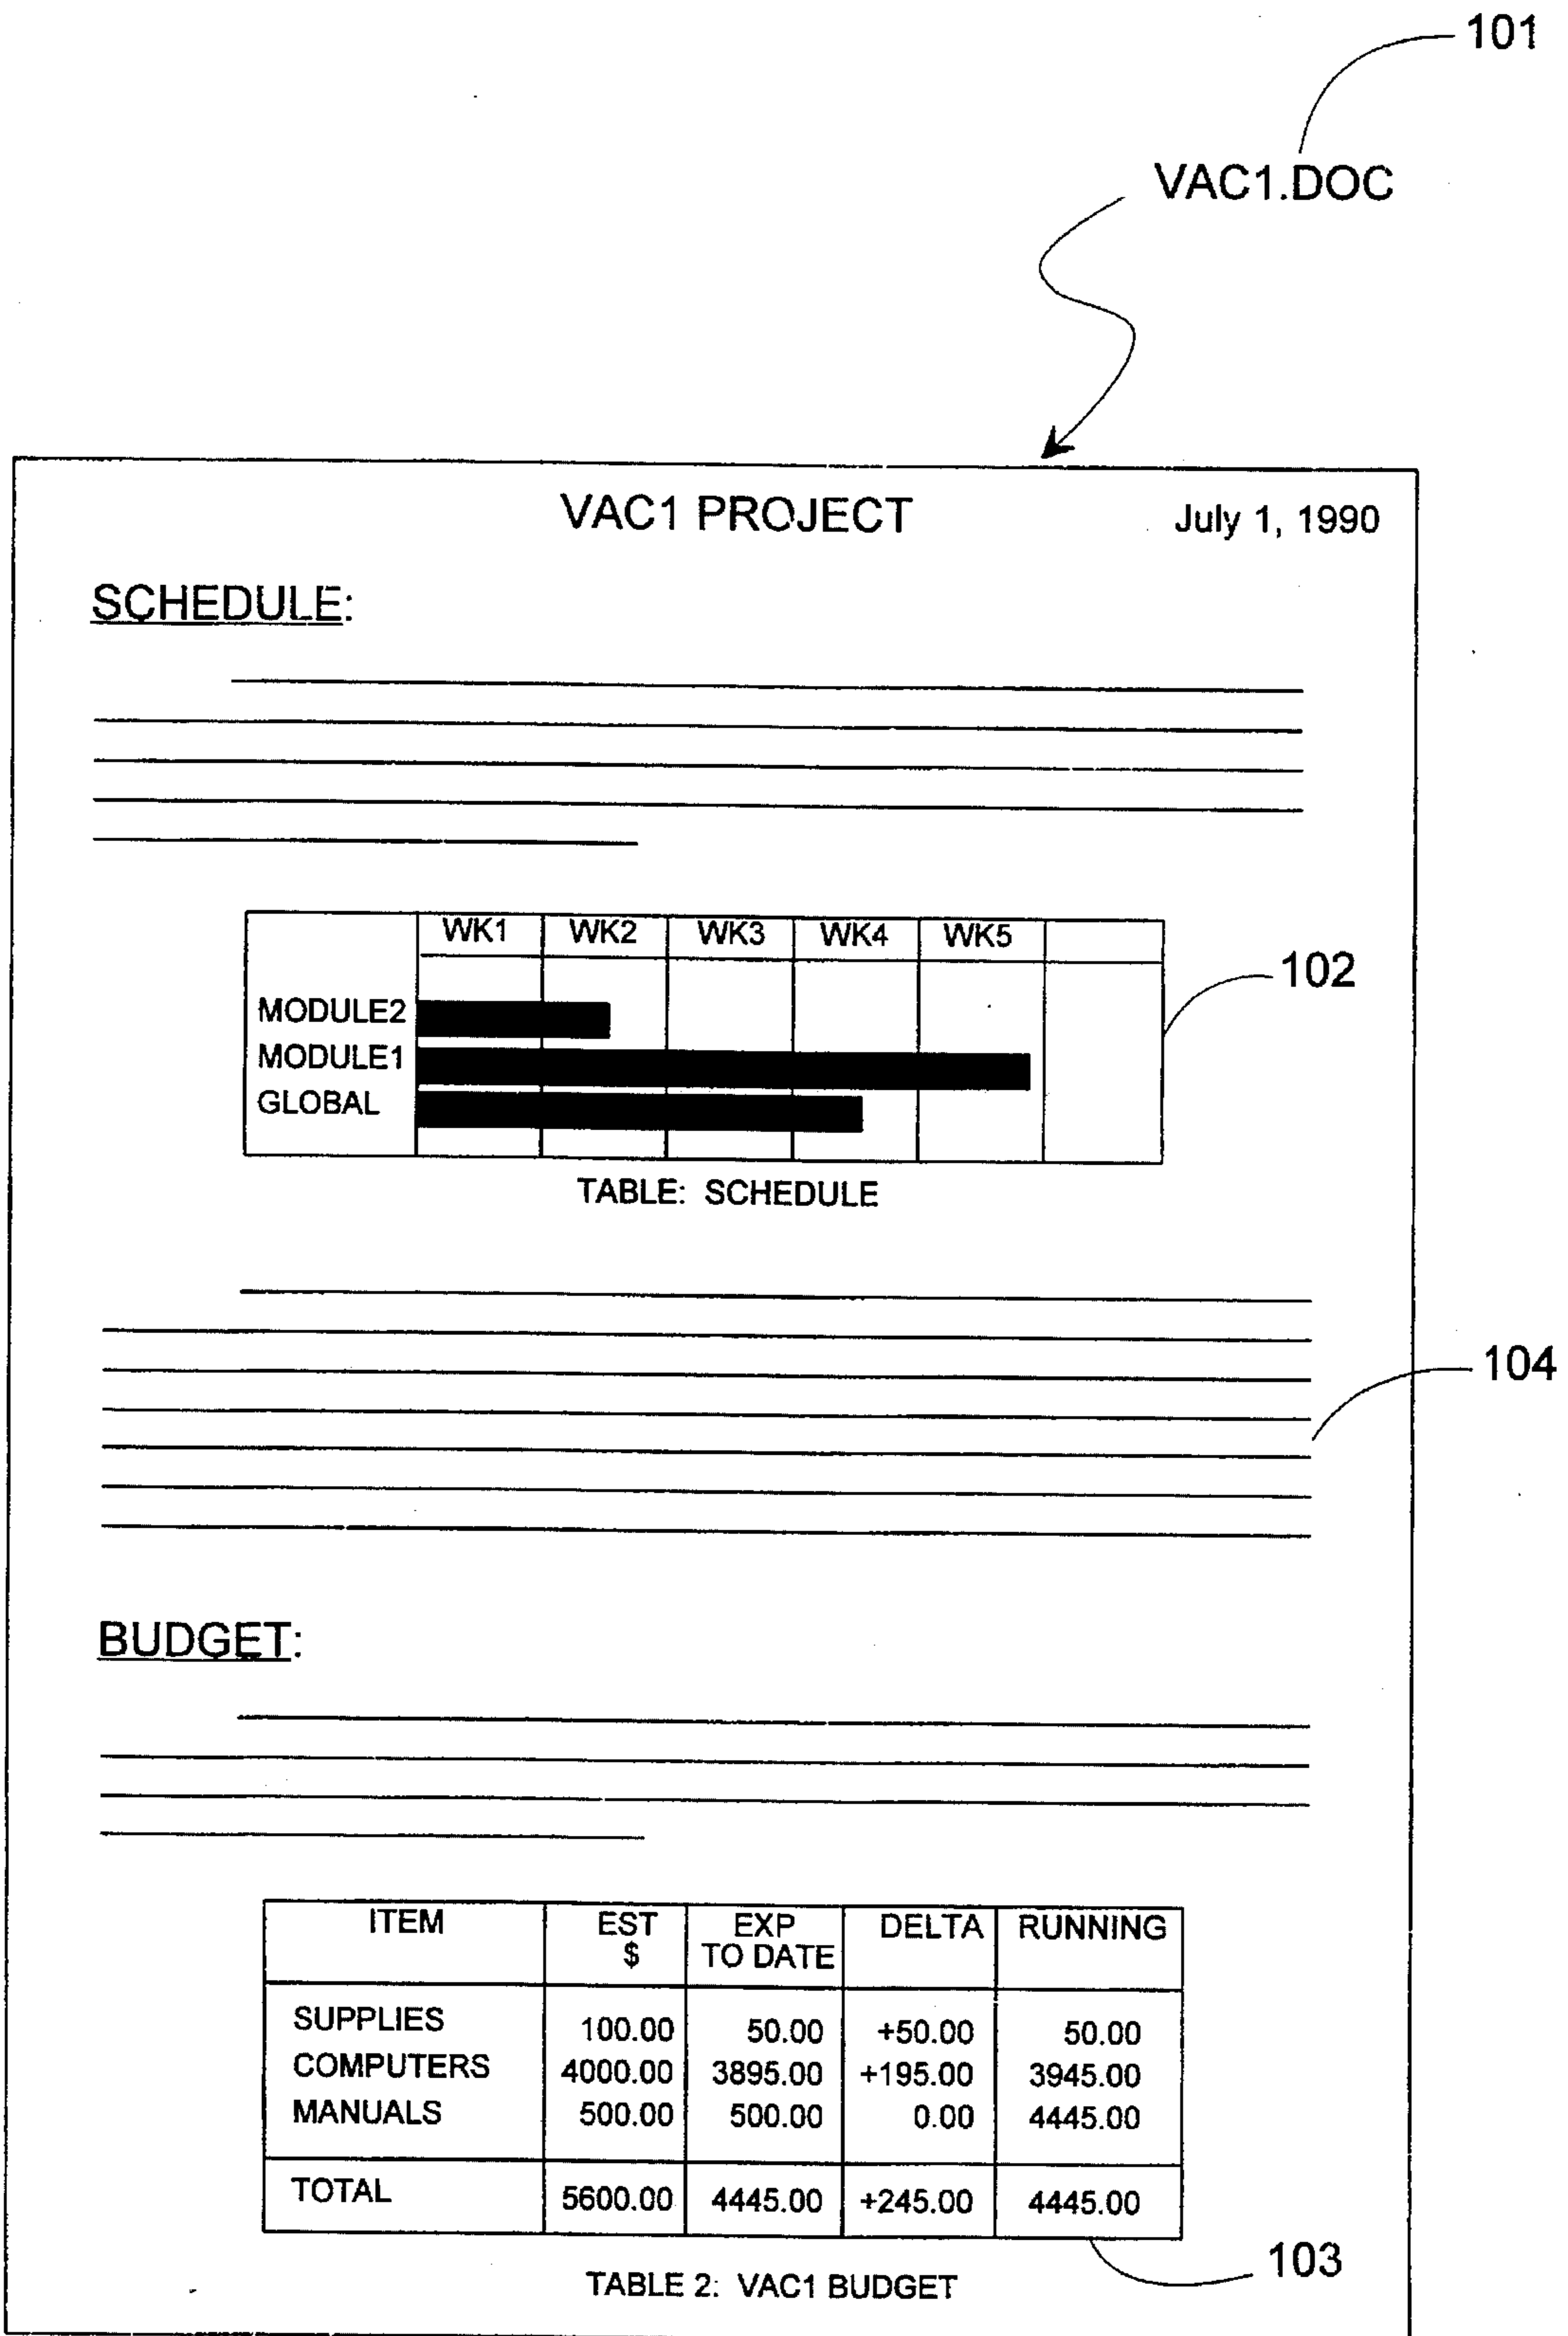 101
VAC1.DOC
VAC1 PROJECT July 1, 1990
SCHEDULE:
WK1 WK2 WK3 WK4 WK5
102
MODULE2
MODULE1
GLOBAL
TABLE: SCHEDULE
104
BUDGET:
ITEM EST $ EXP TO DATE DELTA RUNNING
SUPPLIES 100.00 50.00 +50.00 50.00
COMPUTERS 4000.00 3895.00 +195.00 3945.00
MANUALS 500.00 500.00 0.00 4445.00
TOTAL 5600.00 4445.00 +245.00 4445.00
103
TABLE 2: VAC1 BUDGET